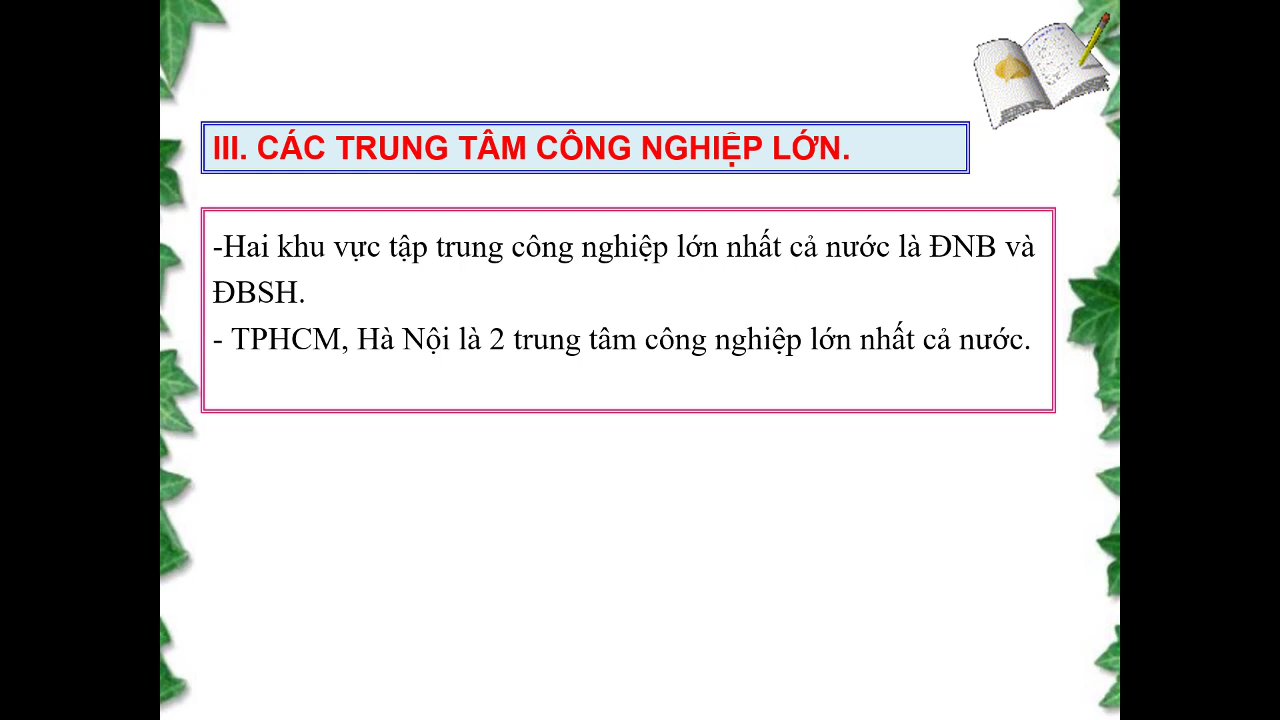 III. CÁC TRUNG TÂM CÔNG NGHIỆP LỚN.
-Hai khu vực tập trung công nghiệp lớn nhất cả nước là ĐNB và
ĐBSH.
- TPHCM, Hà Nội là 2 trung tâm công nghiệp lớn nhất cả nước.